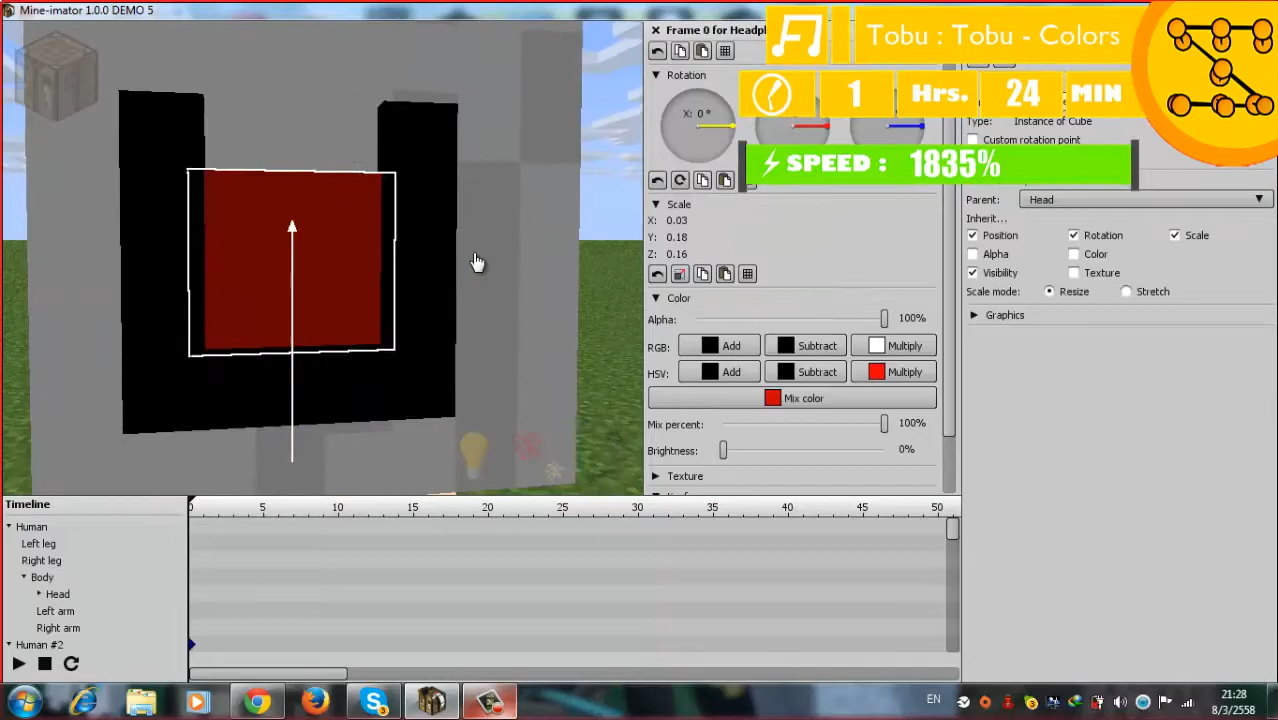 Mine-imator 1.0.0 DEMO 5
Tobu : Tobu - Colors
1 Hrs. 24 MIN
SPEED : 1835%
Frame 0 for Headph
Rotation
X: 0 °
Scale
X: 0.03
Y: 0.18
Z: 0.16
Color
Alpha: 100%
RGB: Add Subtract Multiply
HSV: Add Subtract Multiply
Mix color
Mix percent: 100%
Brightness: 0%
Texture
Type: Instance of Cube
Custom rotation point
Parent: Head
Inherit...
Position Rotation Scale
Alpha Color
Visibility Texture
Scale mode: Resize Stretch
Graphics
Timeline
0 5 10 15 20 25 30 35 40 45 50
Human
Left leg
Right leg
Body
Head
Left arm
Right arm
Human #2
EN
21:28
8/3/2558